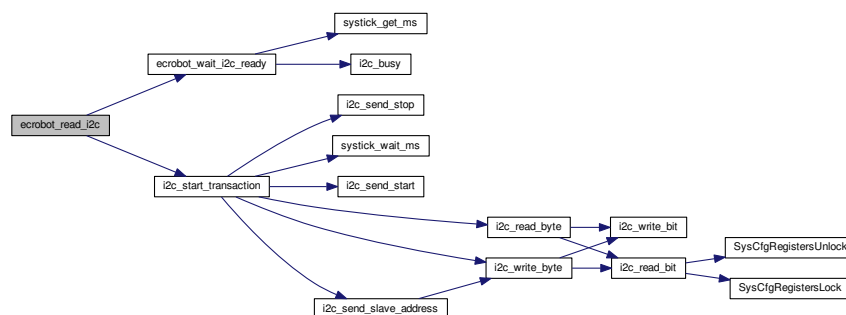 systick_get_ms
ecrobot_wait_i2c_ready
i2c_busy
i2c_send_stop
ecrobot_read_i2c
systick_wait_ms
i2c_start_transaction
i2c_send_start
i2c_read_byte
i2c_write_bit
SysCfgRegistersUnlock
i2c_write_byte
i2c_read_bit
SysCfgRegistersLock
i2c_send_slave_address